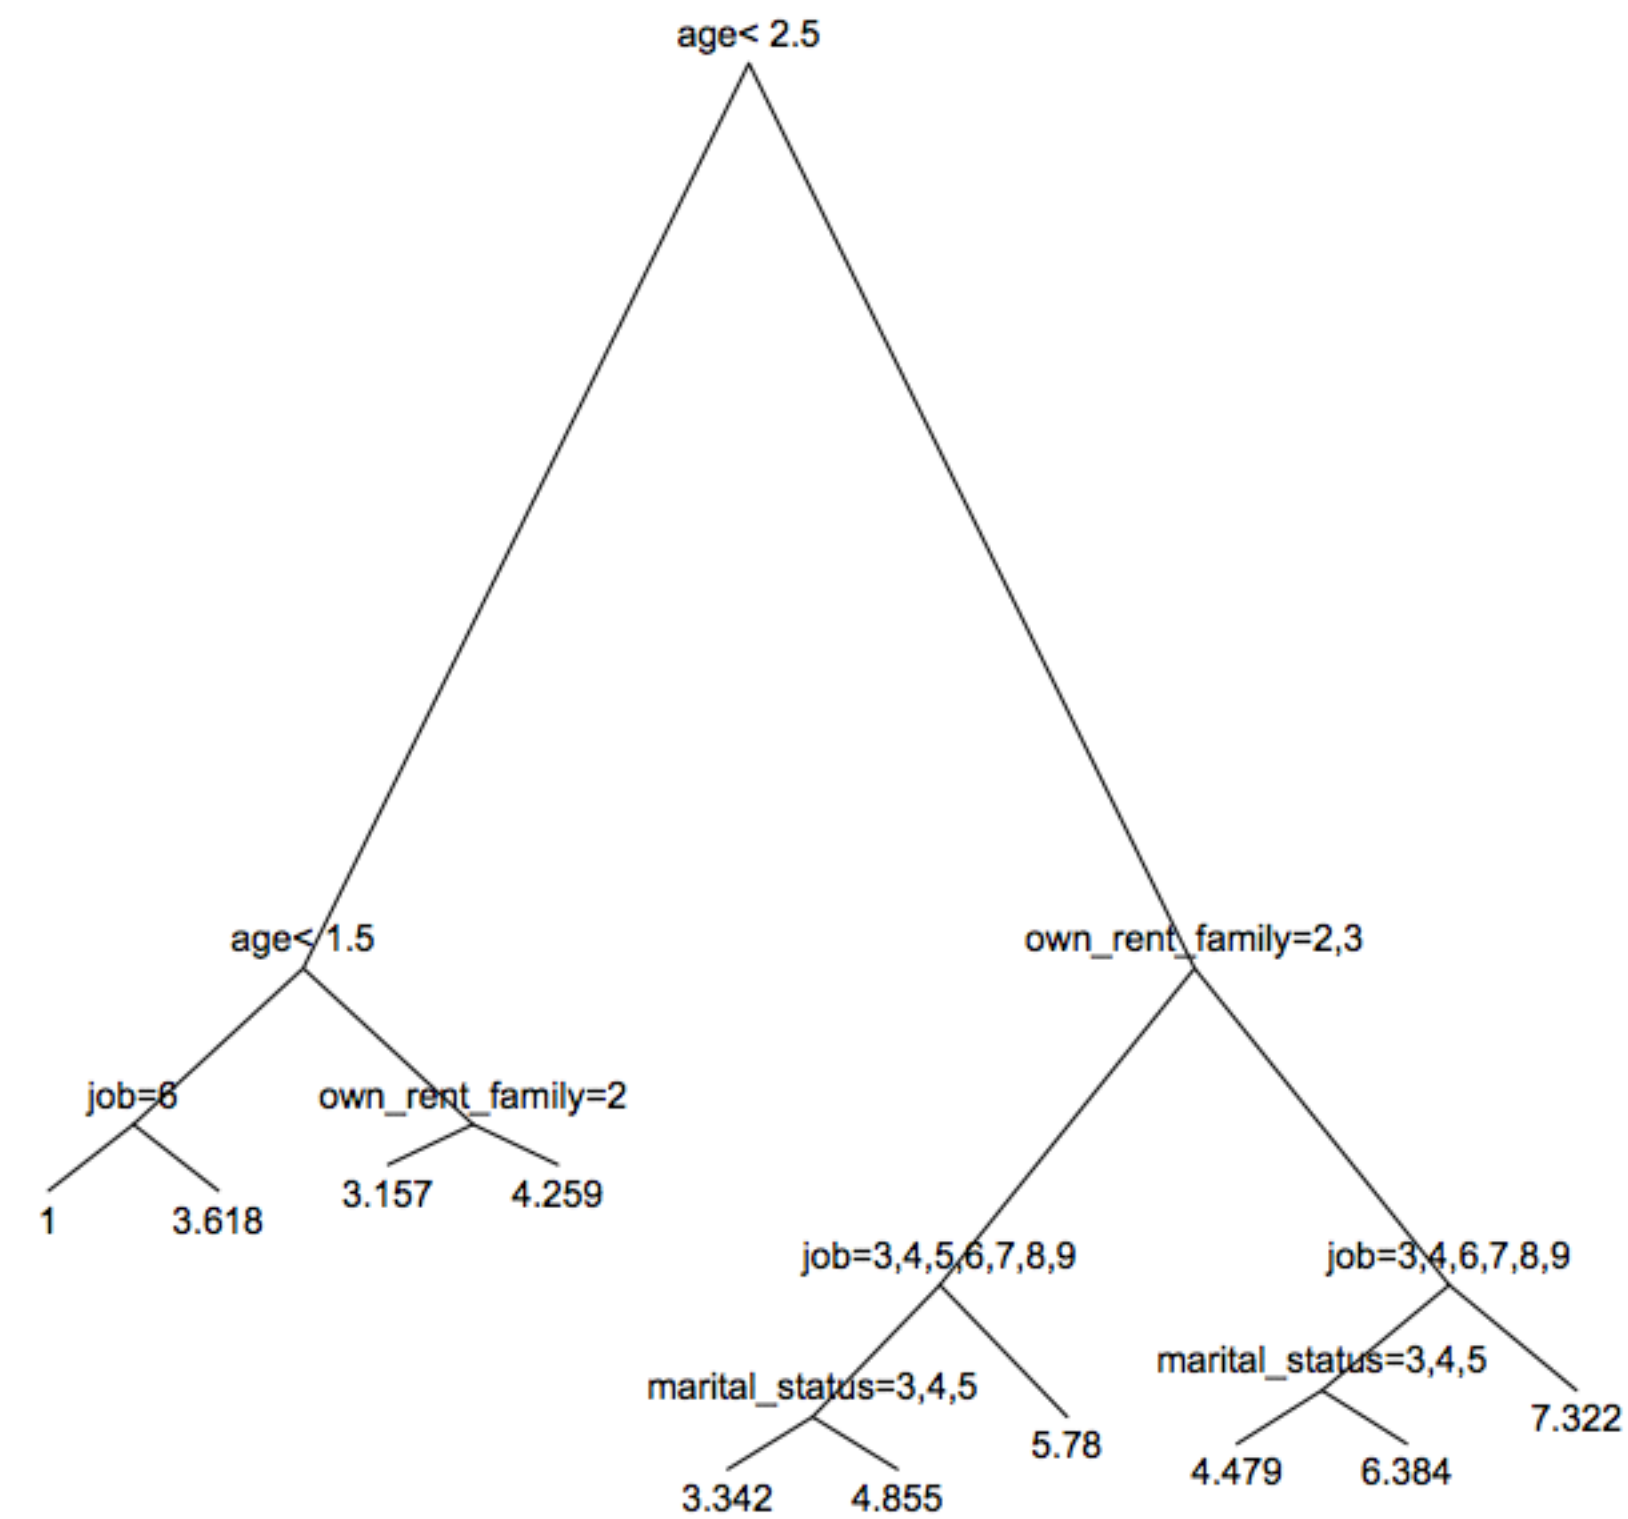 age< 2.5
age< 1.5
own_rent_family=2,3
job=6
own_rent_family=2
3.157
4.259
1
3.618
job=3,4,5,6,7,8,9
job=3,4,6,7,8,9
marital_status=3,4,5
marital_status=3,4,5
5.78
7.322
4.479
6.384
3.342
4.855